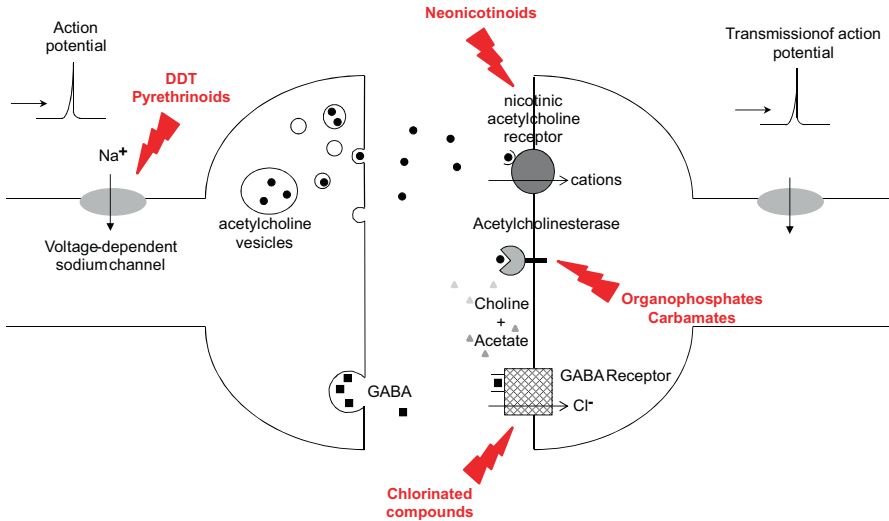 Action
potential
DDT
Pyrethrinoids
Na+
Voltage-dependent
sodium channel
acetylcholine
vesicles
GABA
Neonicotinoids
nicotinic
acetylcholine
receptor
cations
Acetylcholinesterase
Choline
+
Acetate
Organophosphates
Carbamates
GABA Receptor
Cl-
Chlorinated
compounds
Transmissionof action
potential